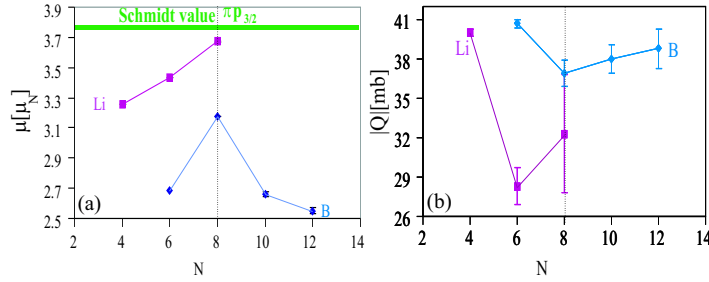 Schmidt value πp3/2
3.9
3.7
3.5
3.3
3.1
2.9
2.7
2.5
μ[μN]
Li
B
(a)
2 4 6 8 10 12 14
N
41
38
35
32
29
26
|Q|[mb]
Li
B
(b)
2 4 6 8 10 12 14
N